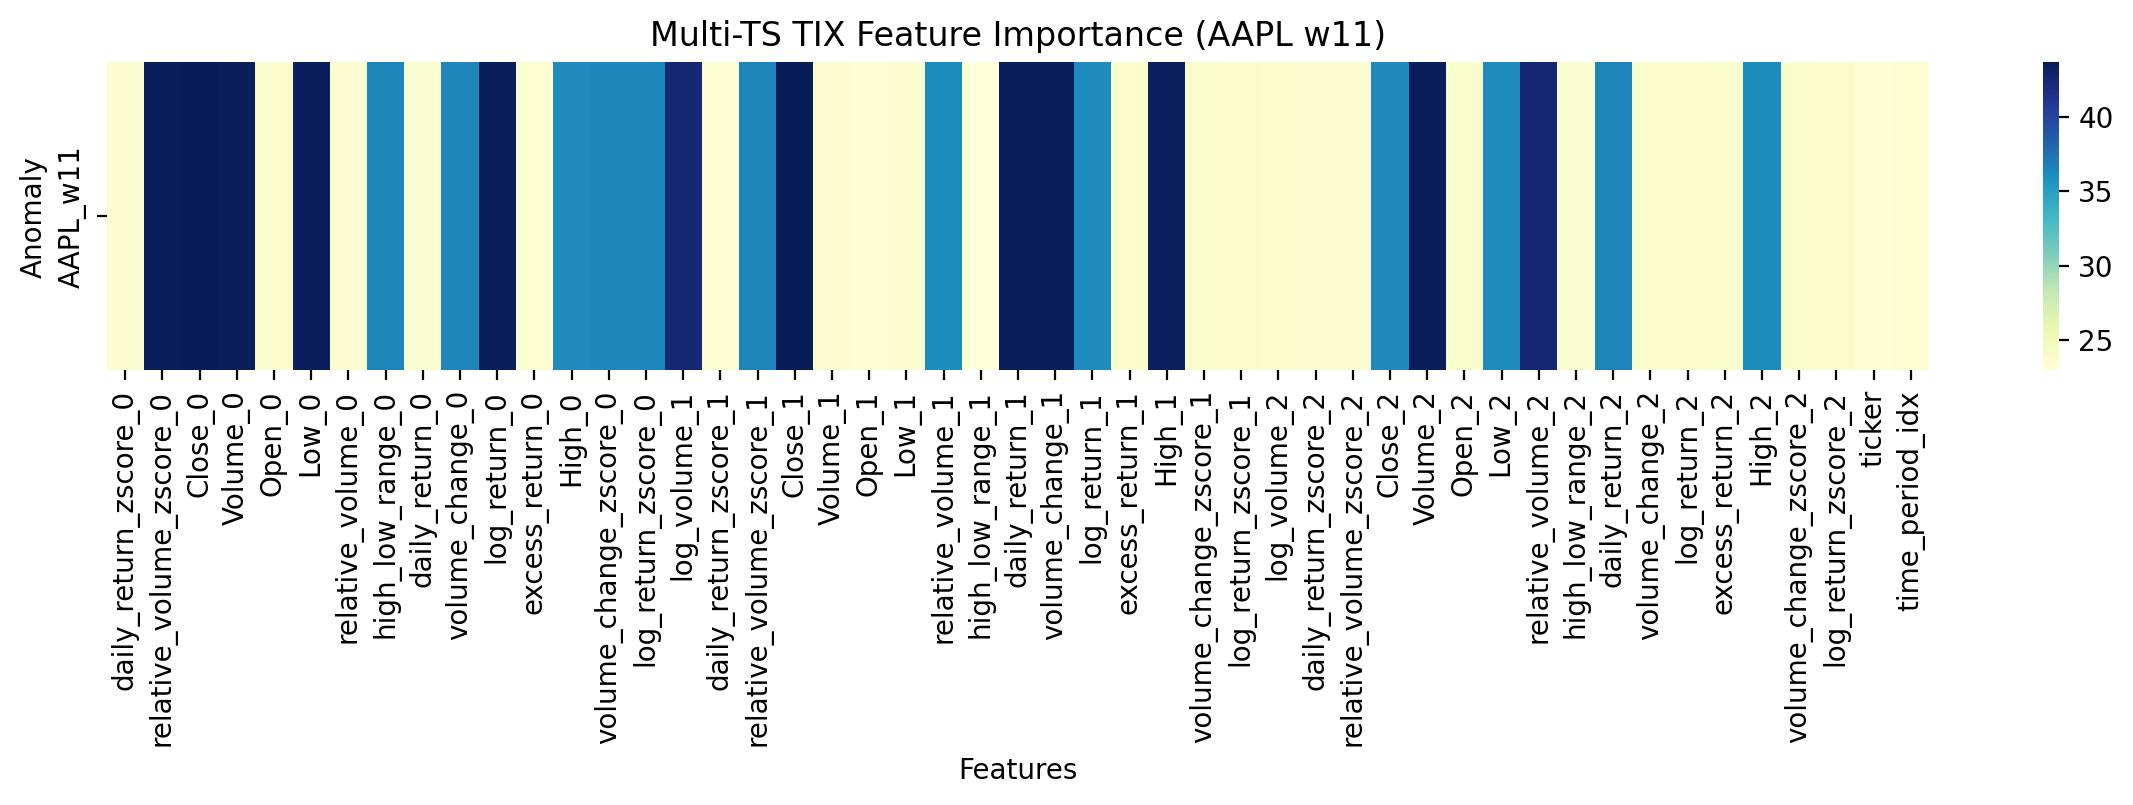 Multi-TS TIX Feature Importance (AAPL w11)
Anomaly
AAPL_w11
40
35
30
25
daily_return_zscore_0
relative_volume_zscore_0
Close_0
Volume_0
Open_0
Low_0
relative_volume_0
high_low_range_0
daily_return_0
volume_change_0
log_return_0
excess_return_0
High_0
volume_change_zscore_0
log_return_zscore_0
log_volume_1
daily_return_zscore_1
relative_volume_zscore_1
Close_1
Volume_1
Open_1
Low_1
relative_volume_1
high_low_range_1
daily_return_1
volume_change_1
log_return_1
excess_return_1
High_1
volume_change_zscore_1
log_return_zscore_1
log_volume_2
daily_return_zscore_2
relative_volume_zscore_2
Close_2
Volume_2
Open_2
Low_2
relative_volume_2
high_low_range_2
daily_return_2
volume_change_2
log_return_2
excess_return_2
High_2
volume_change_zscore_2
log_return_zscore_2
ticker
time_period_idx
Features